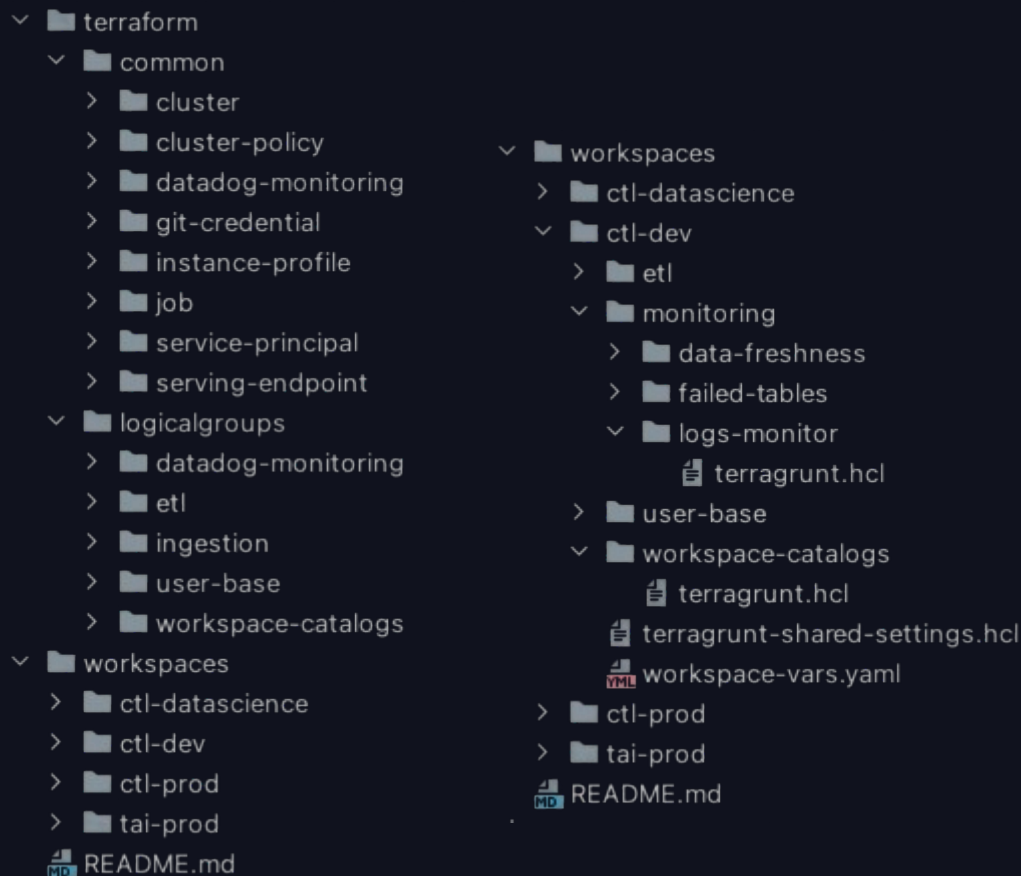 terraform
common
cluster
cluster-policy
datadog-monitoring
git-credential
instance-profile
job
service-principal
serving-endpoint
logicalgroups
datadog-monitoring
etl
ingestion
user-base
workspace-catalogs
workspaces
ctl-datascience
ctl-dev
ctl-prod
tai-prod
MD README.md
workspaces
ctl-datascience
ctl-dev
etl
monitoring
data-freshness
failed-tables
logs-monitor
terragrunt.hcl
user-base
workspace-catalogs
terragrunt.hcl
terragrunt-shared-settings.hcl
YML workspace-vars.yaml
ctl-prod
tai-prod
MD README.md